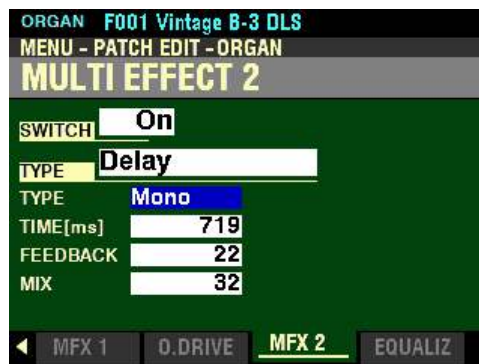 ORGAN F001 Vintage B-3 DLS
MENU - PATCH EDIT - ORGAN
MULTI EFFECT 2
SWITCH On
TYPE Delay
TYPE Mono
TIME[ms] 719
FEEDBACK 22
MIX 32
MFX 1 O.DRIVE MFX 2 EQUALIZ